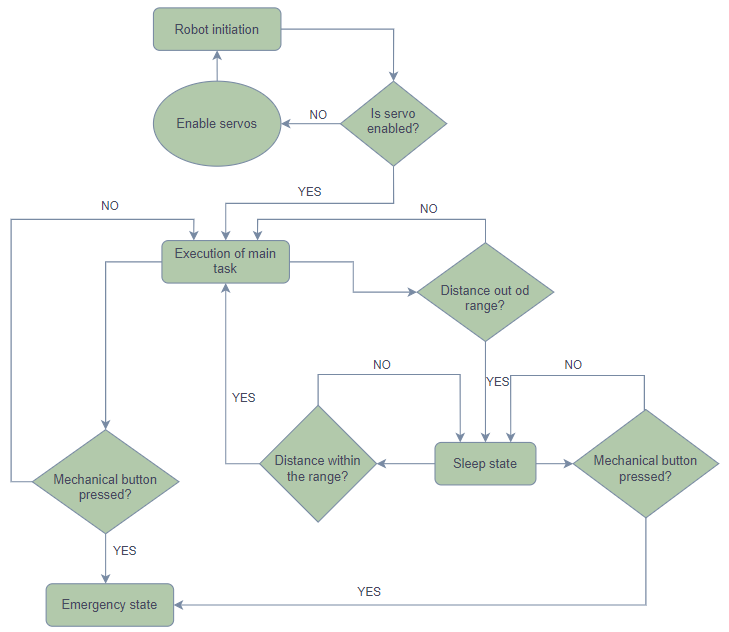 Robot initiation
Is servo
enabled?
NO
Enable servos
YES
NO
NO
Execution of main
task
Distance out od
range?
NO
YES
NO
YES
Mechanical button
pressed?
Distance within
the range?
Sleep state
Mechanical button
pressed?
YES
YES
Emergency state